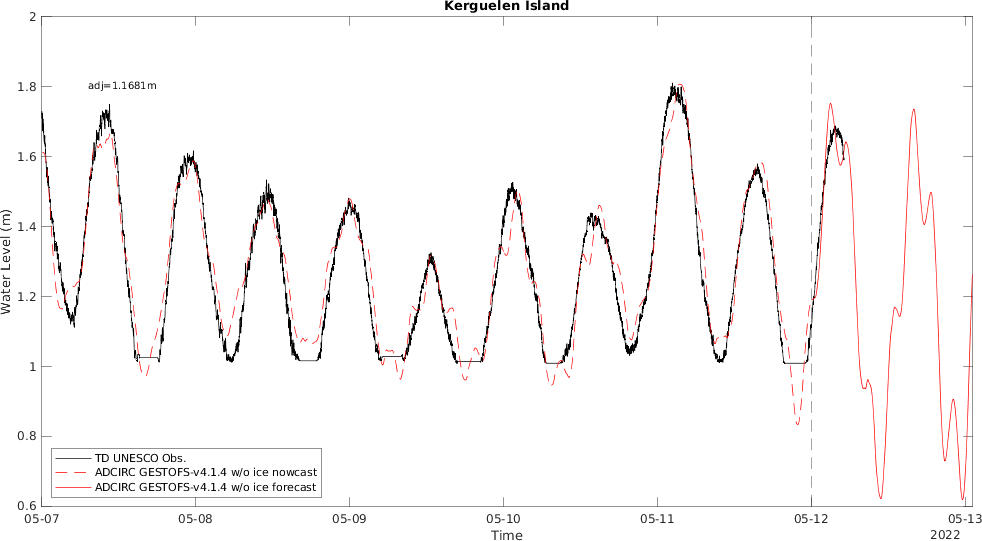 Kerguelen Island
2
1.8
adj=1.1681m
1.6
1.4
Water Level (m)
1.2
1
0.8
0.6
TD UNESCO Obs.
ADCIRC GESTOFS-v4.1.4 w/o ice nowcast
ADCIRC GESTOFS-v4.1.4 w/o ice forecast
05-07 05-08 05-09 05-10 05-11 05-12 05-13
Time
2022